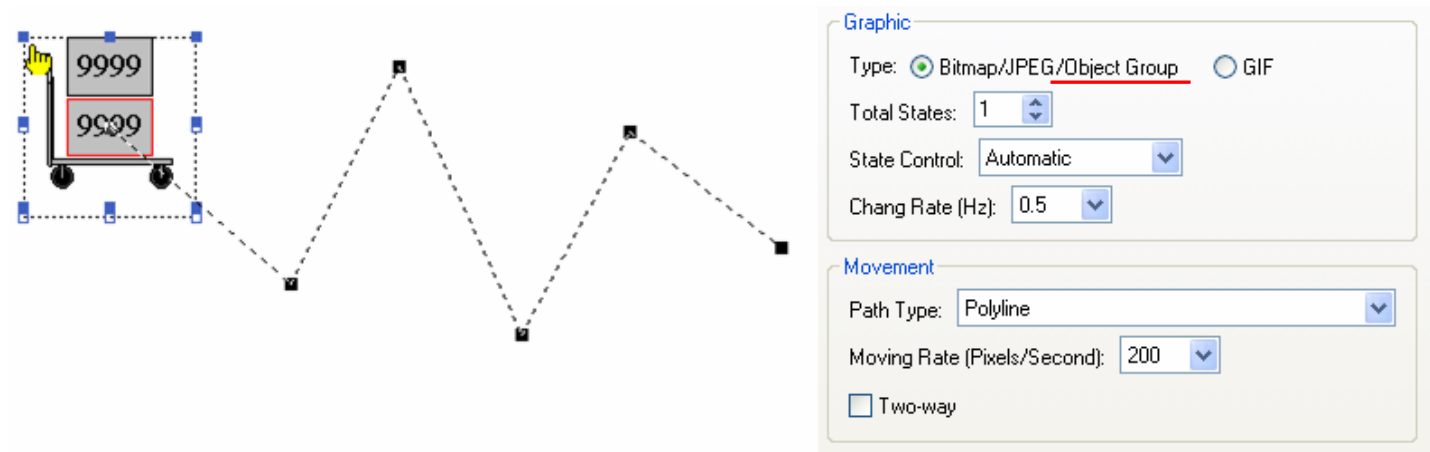 9999
9999
Graphic
Type: Bitmap/JPEG/Object Group GIF
Total States: 1
State Control: Automatic
Chang Rate (Hz): 0.5
Movement
Path Type: Polyline
Moving Rate (Pixels/Second): 200
Two-way